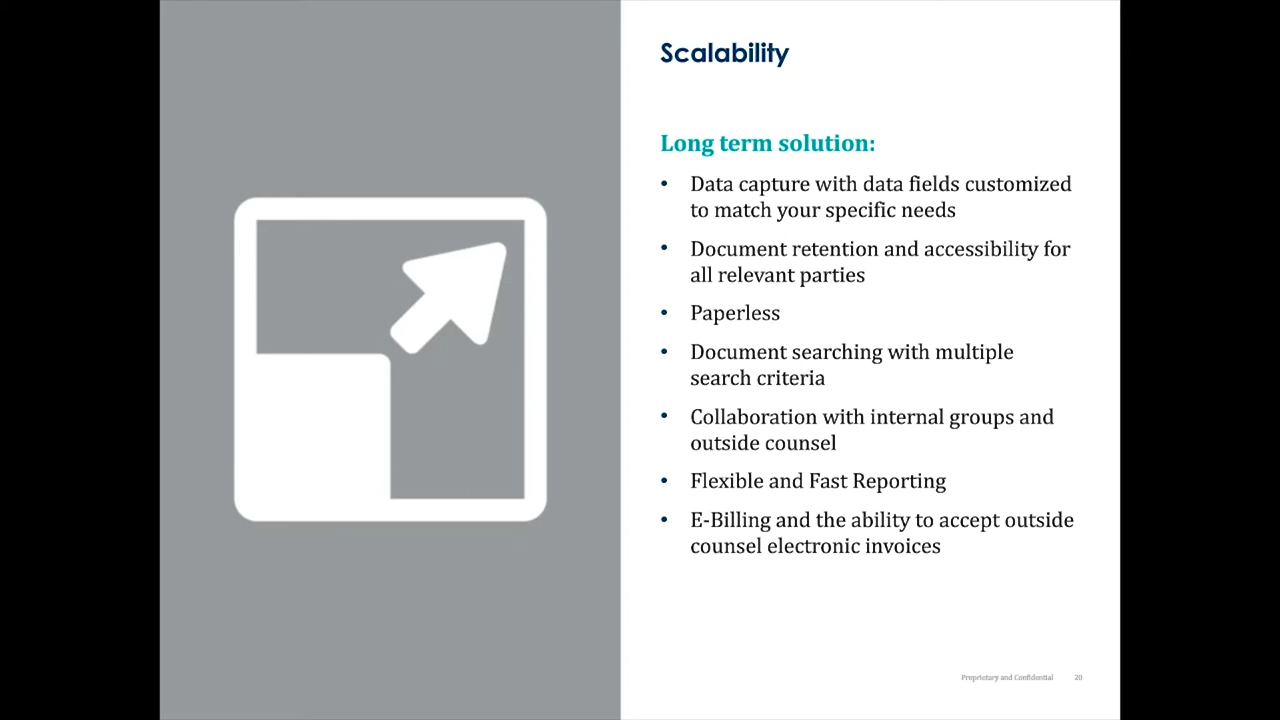 Scalability
Long term solution:
• Data capture with data fields customized
to match your specific needs
• Document retention and accessibility for
all relevant parties
• Paperless
• Document searching with multiple
search criteria
• Collaboration with internal groups and
outside counsel
• Flexible and Fast Reporting
• E-Billing and the ability to accept outside
counsel electronic invoices
Proprietary and Confidential 20